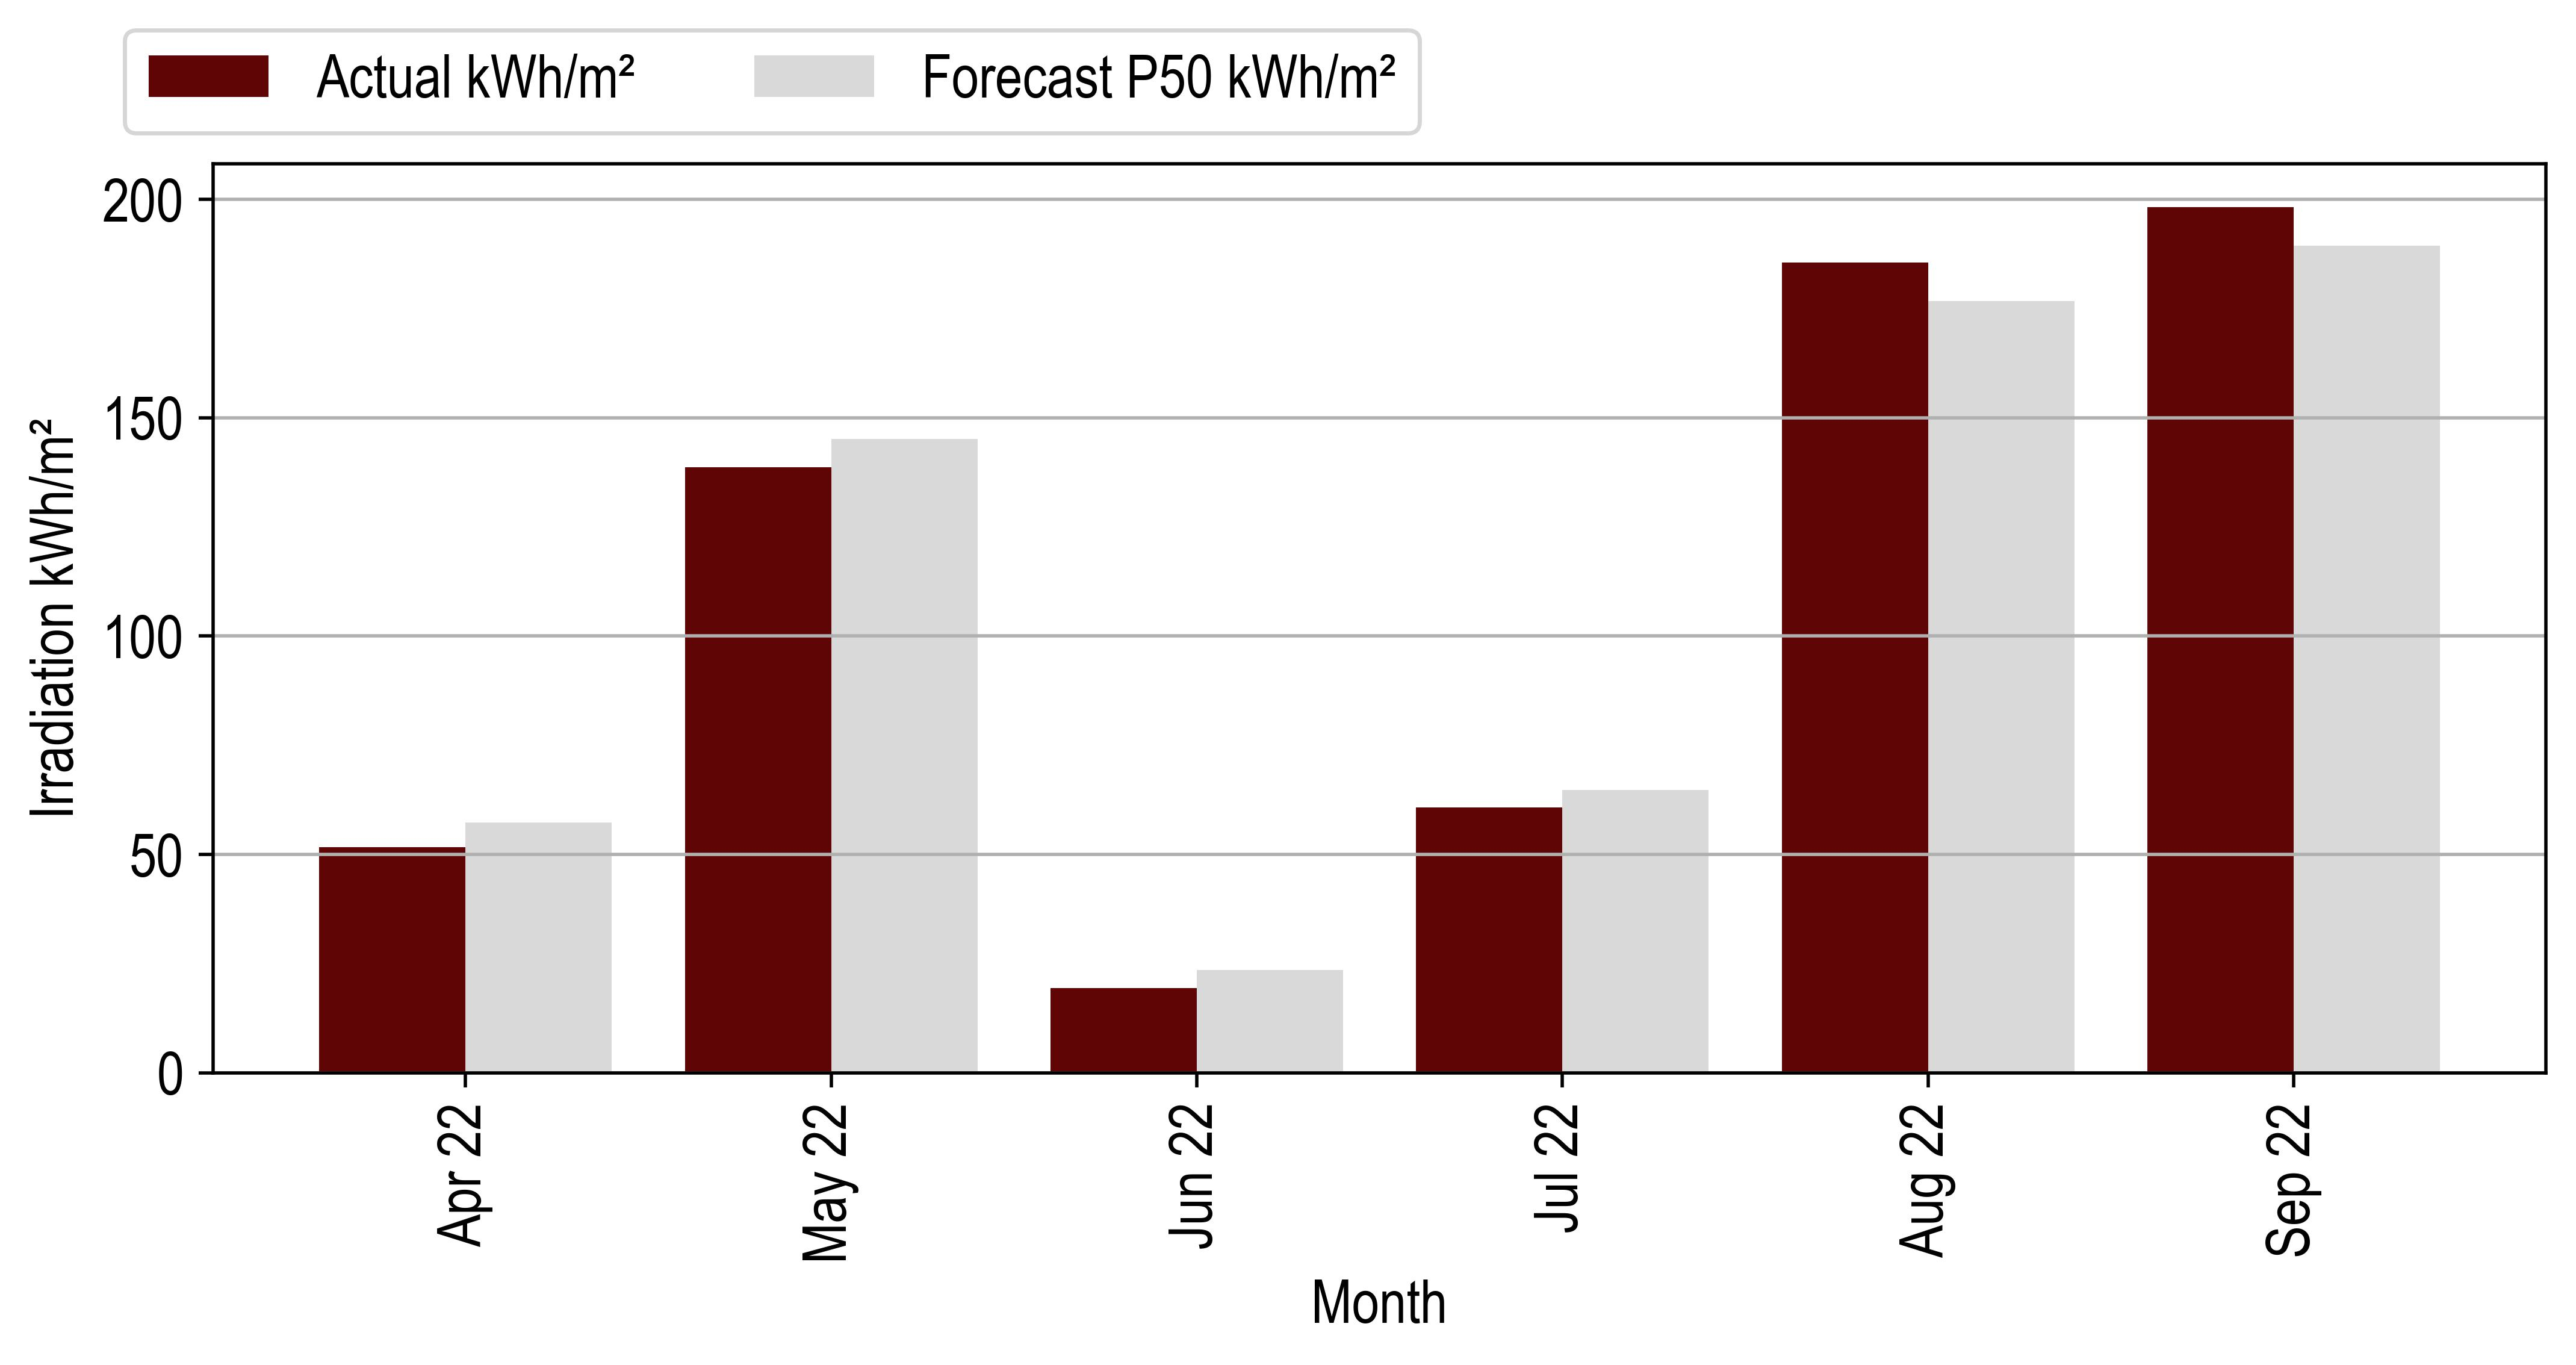 Actual kWh/m²
Forecast P50 kWh/m²
Irradiation kWh/m²
200
150
100
50
0
Apr 22
May 22
Jun 22
Jul 22
Aug 22
Sep 22
Month